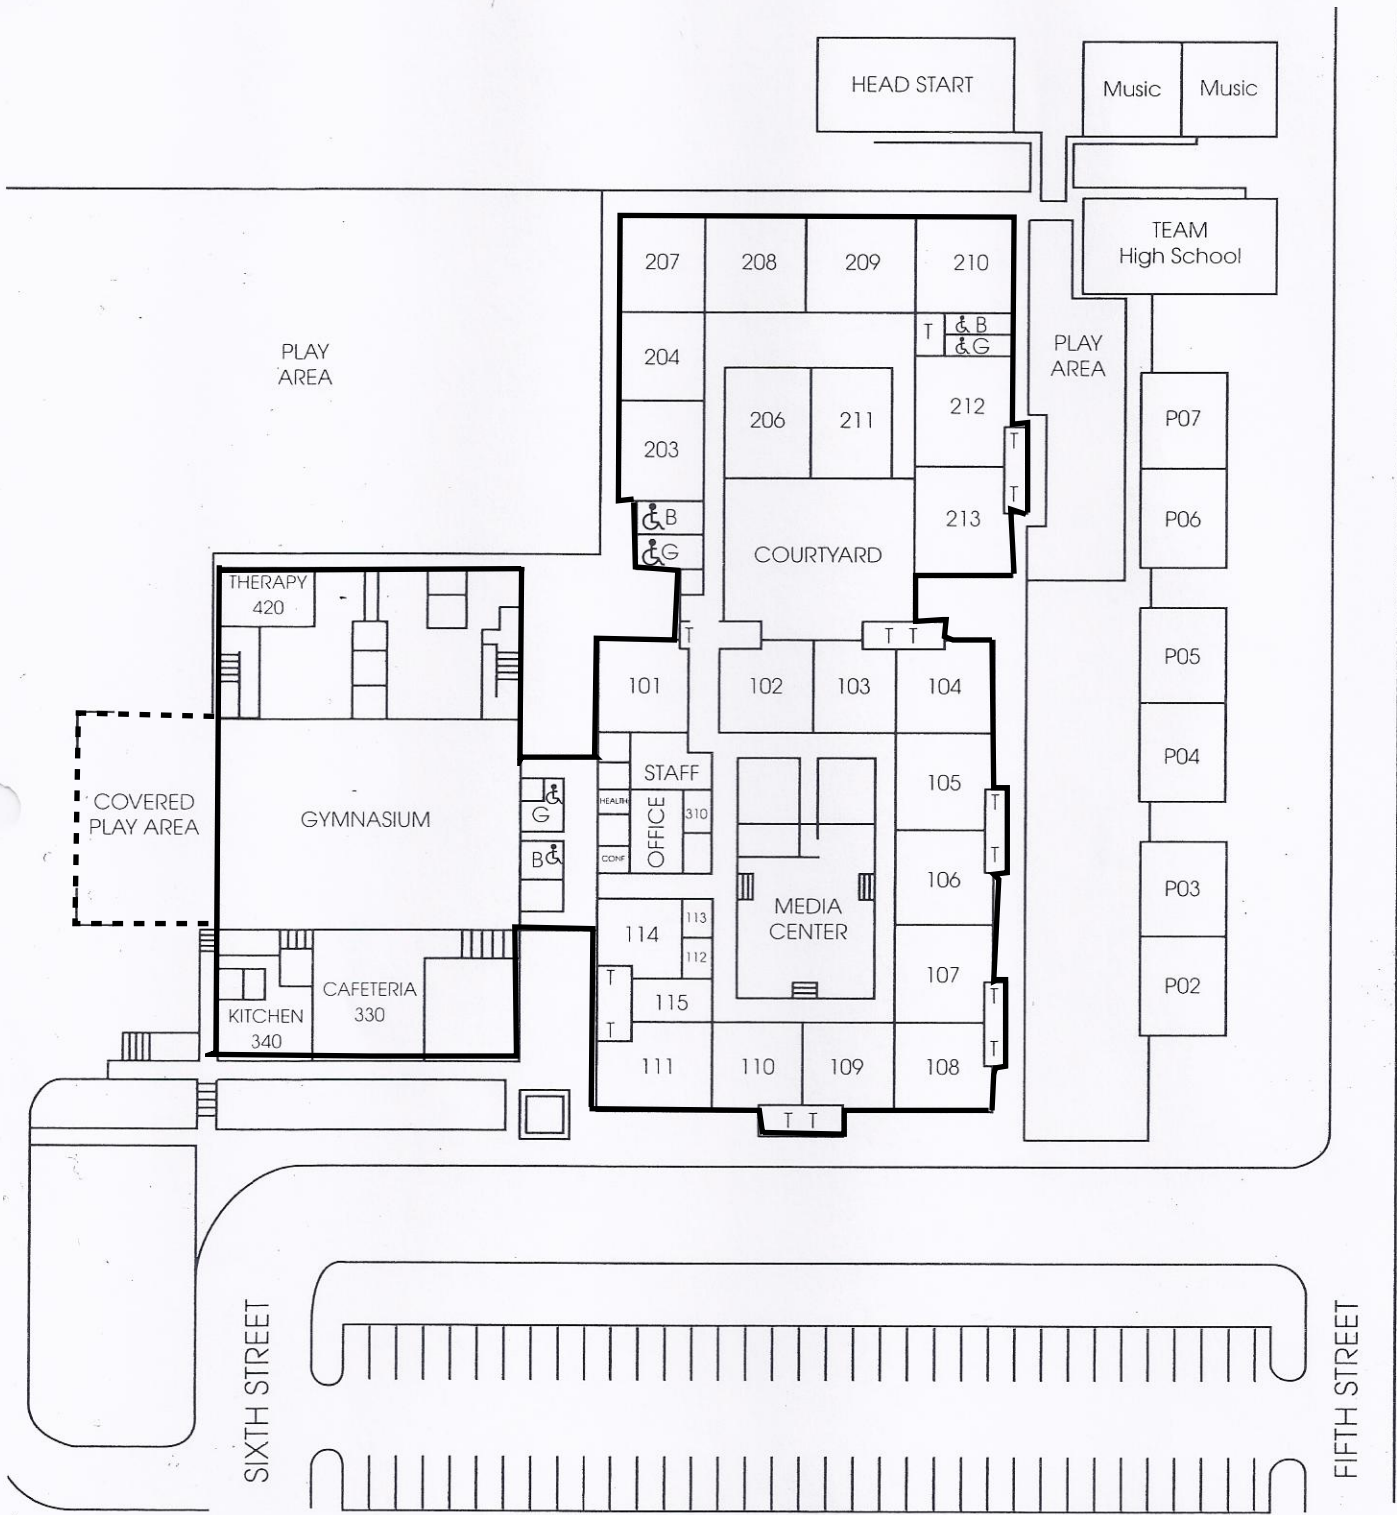 HEAD START
Music
Music
TEAM
High School
207
208
209
210
T
B
G
PLAY
AREA
204
PLAY
AREA
206
211
212
P07
203
T
T
B
G
213
P06
COURTYARD
THERAPY
420
T
T T
101
102
103
104
P05
STAFF
105
P04
HEALTH
OFFICE
310
T
T
COVERED
PLAY AREA
GYMNASIUM
G
B
CONF
106
P03
MEDIA
CENTER
114
113
112
107
P02
T
T
115
T
T
CAFETERIA
330
KITCHEN
340
111
110
109
108
T T
SIXTH STREET
FIFTH STREET